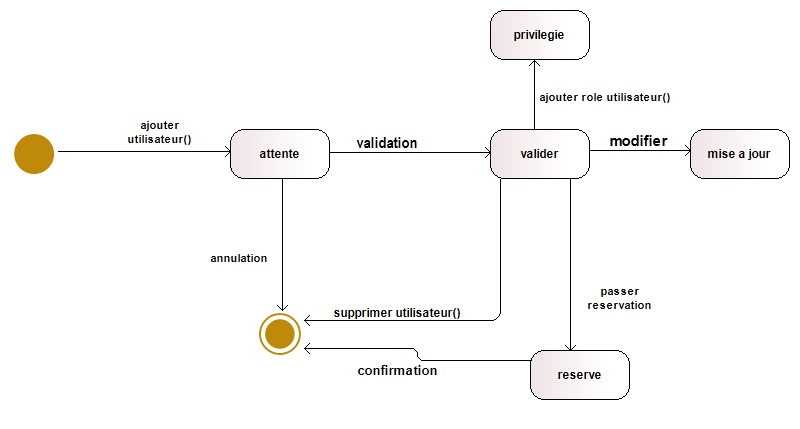 privilegie
ajouter role utilisateur()
ajouter
utilisateur()
attente
validation
valider
modifier
mise a jour
annulation
passer
reservation
supprimer utilisateur()
confirmation
reserve